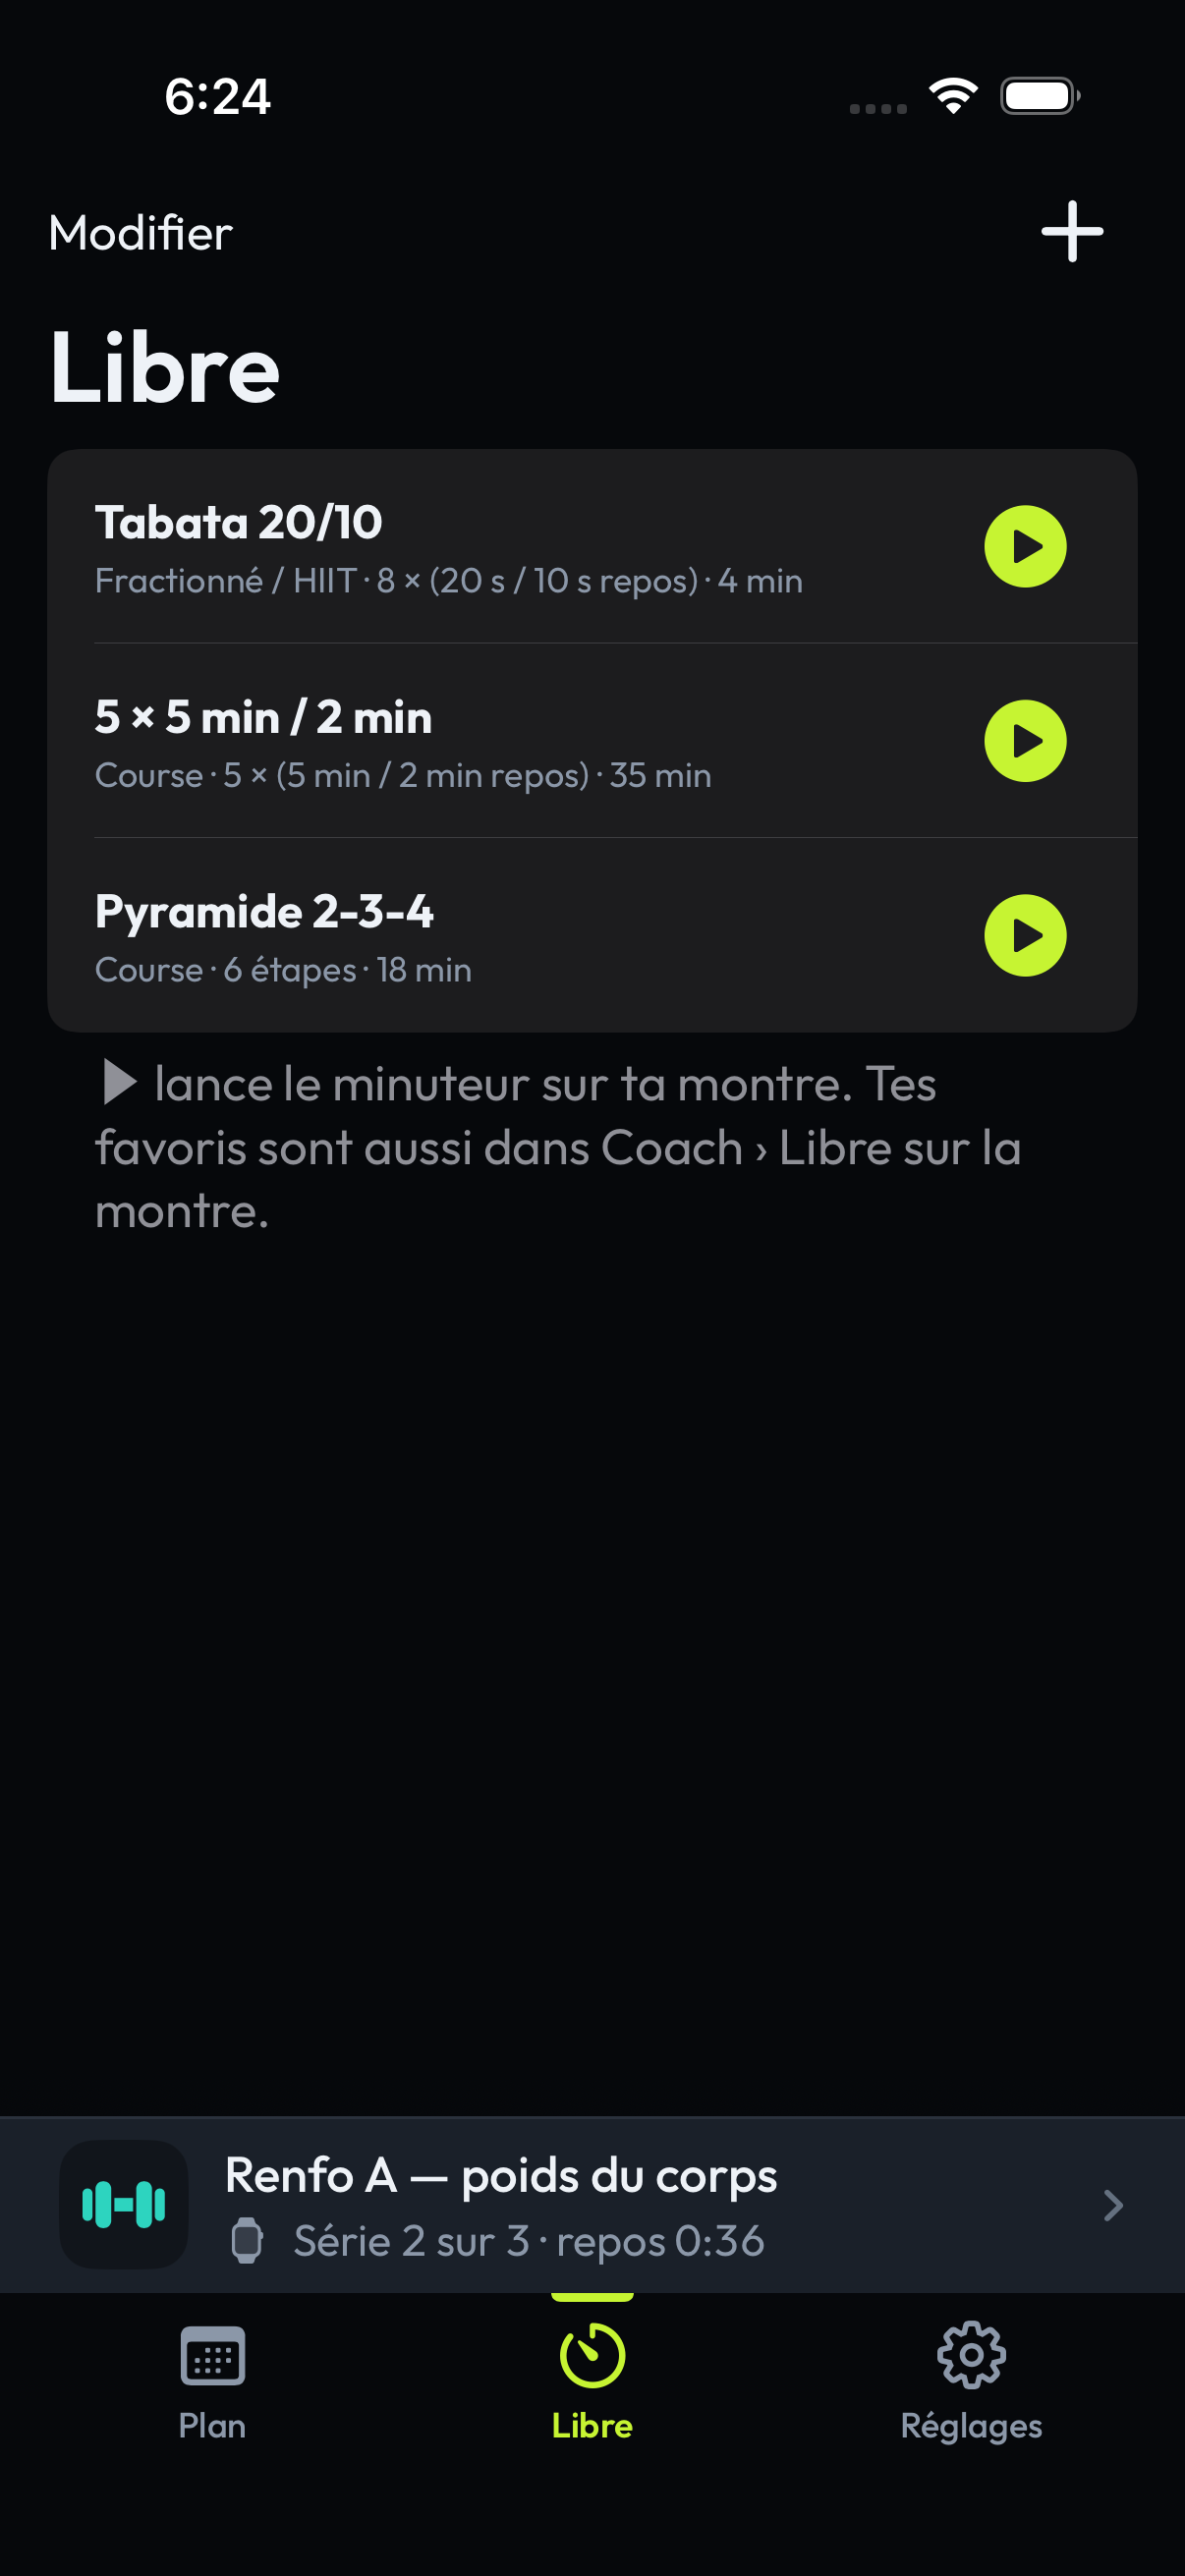 6:24
Modifier
Libre
Tabata 20/10
Fractionné / HIIT · 8 × (20 s / 10 s repos) · 4 min
5 × 5 min / 2 min
Course · 5 × (5 min / 2 min repos) · 35 min
Pyramide 2-3-4
Course · 6 étapes · 18 min
lance le minuteur sur ta montre. Tes
favoris sont aussi dans Coach › Libre sur la
montre.
Renfo A — poids du corps
Série 2 sur 3 · repos 0:36
Plan
Libre
Réglages